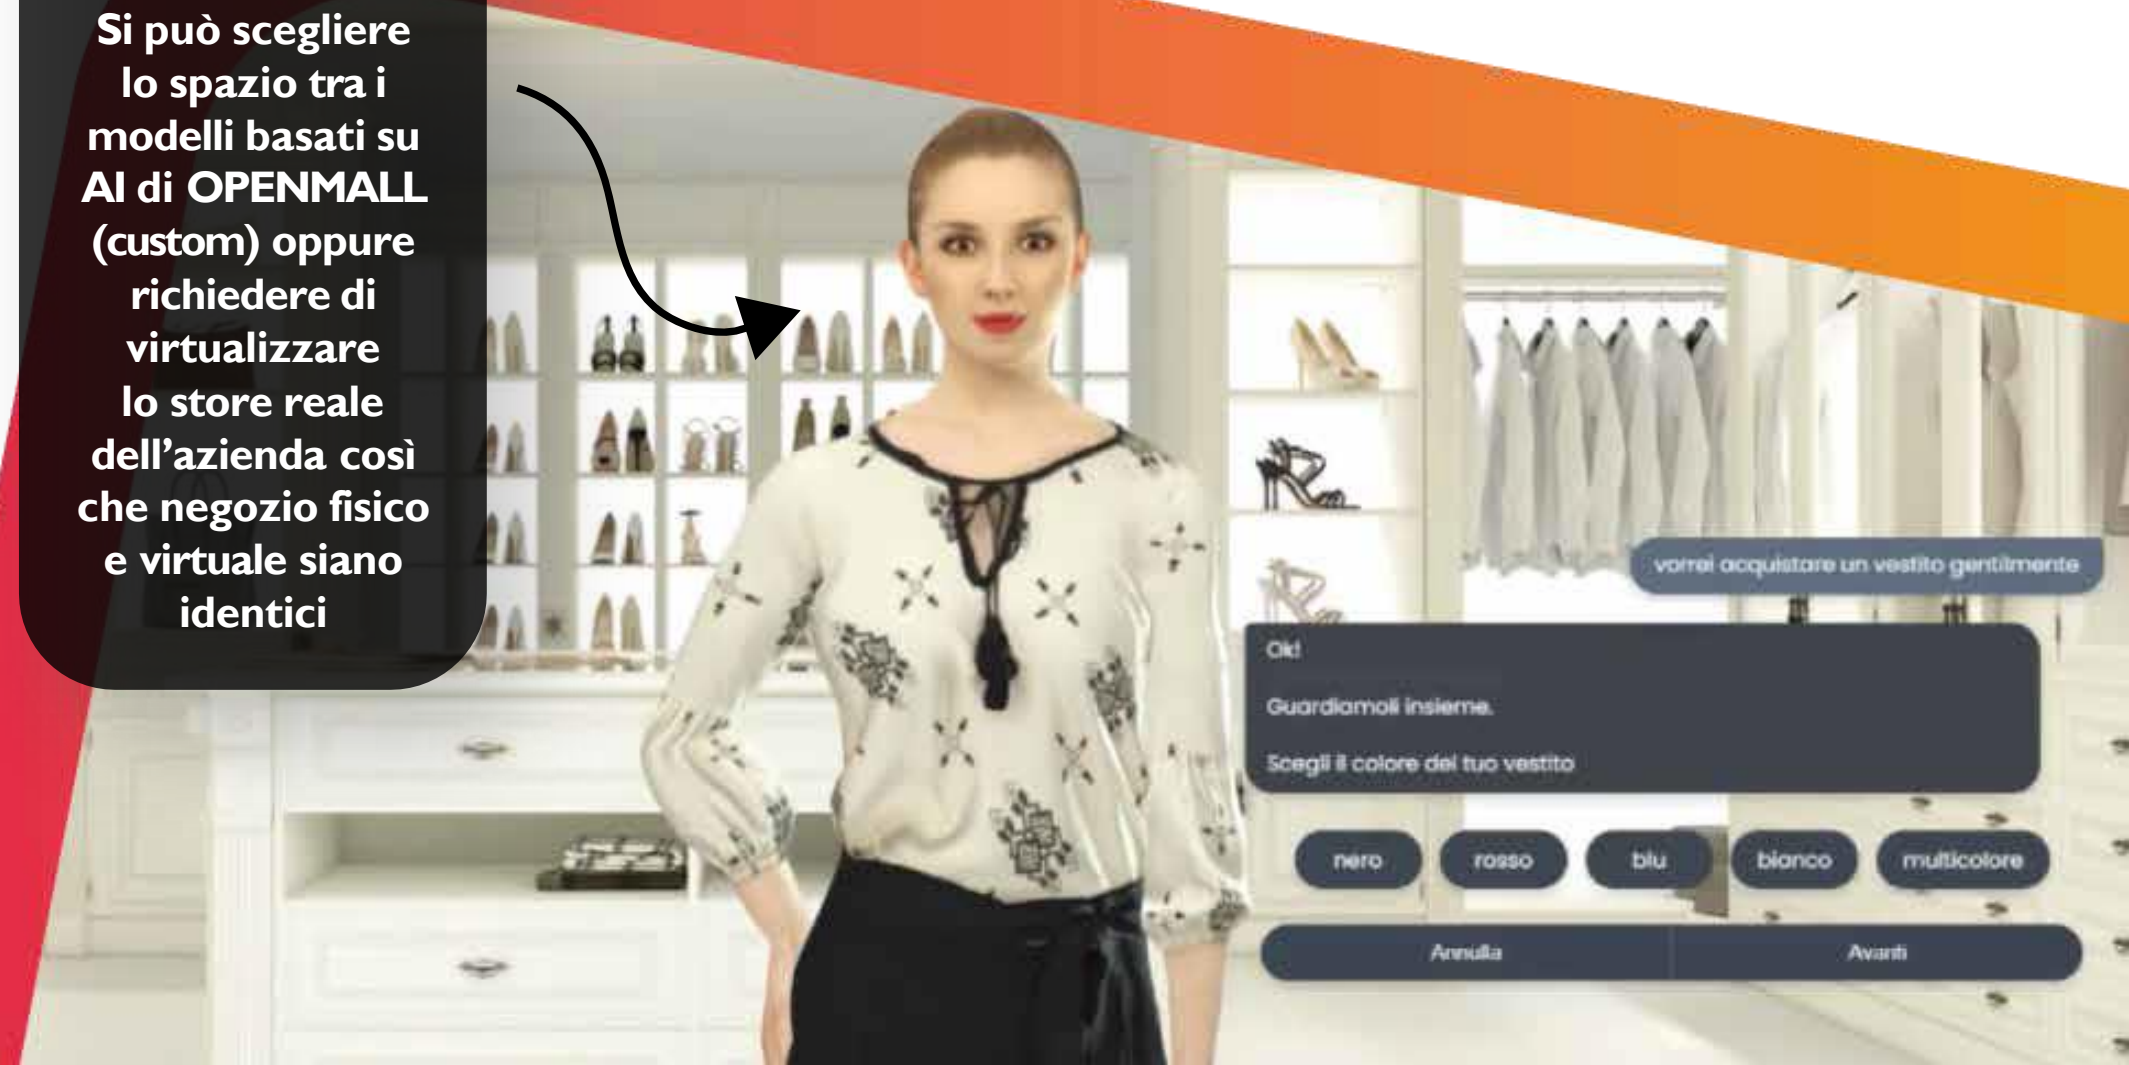 Si può scegliere
lo spazio tra i
modelli basati su
AI di OPENMALL
(custom) oppure
richiedere di
virtualizzare
lo store reale
dell’azienda così
che negozio fisico
e virtuale siano
identici
vorrei acquistare un vestito gentilmente
Ok!
Guardiamoli insieme.
Scegli il colore del tuo vestito
nero rosso blu bianco multicolore
Annulla Avanti